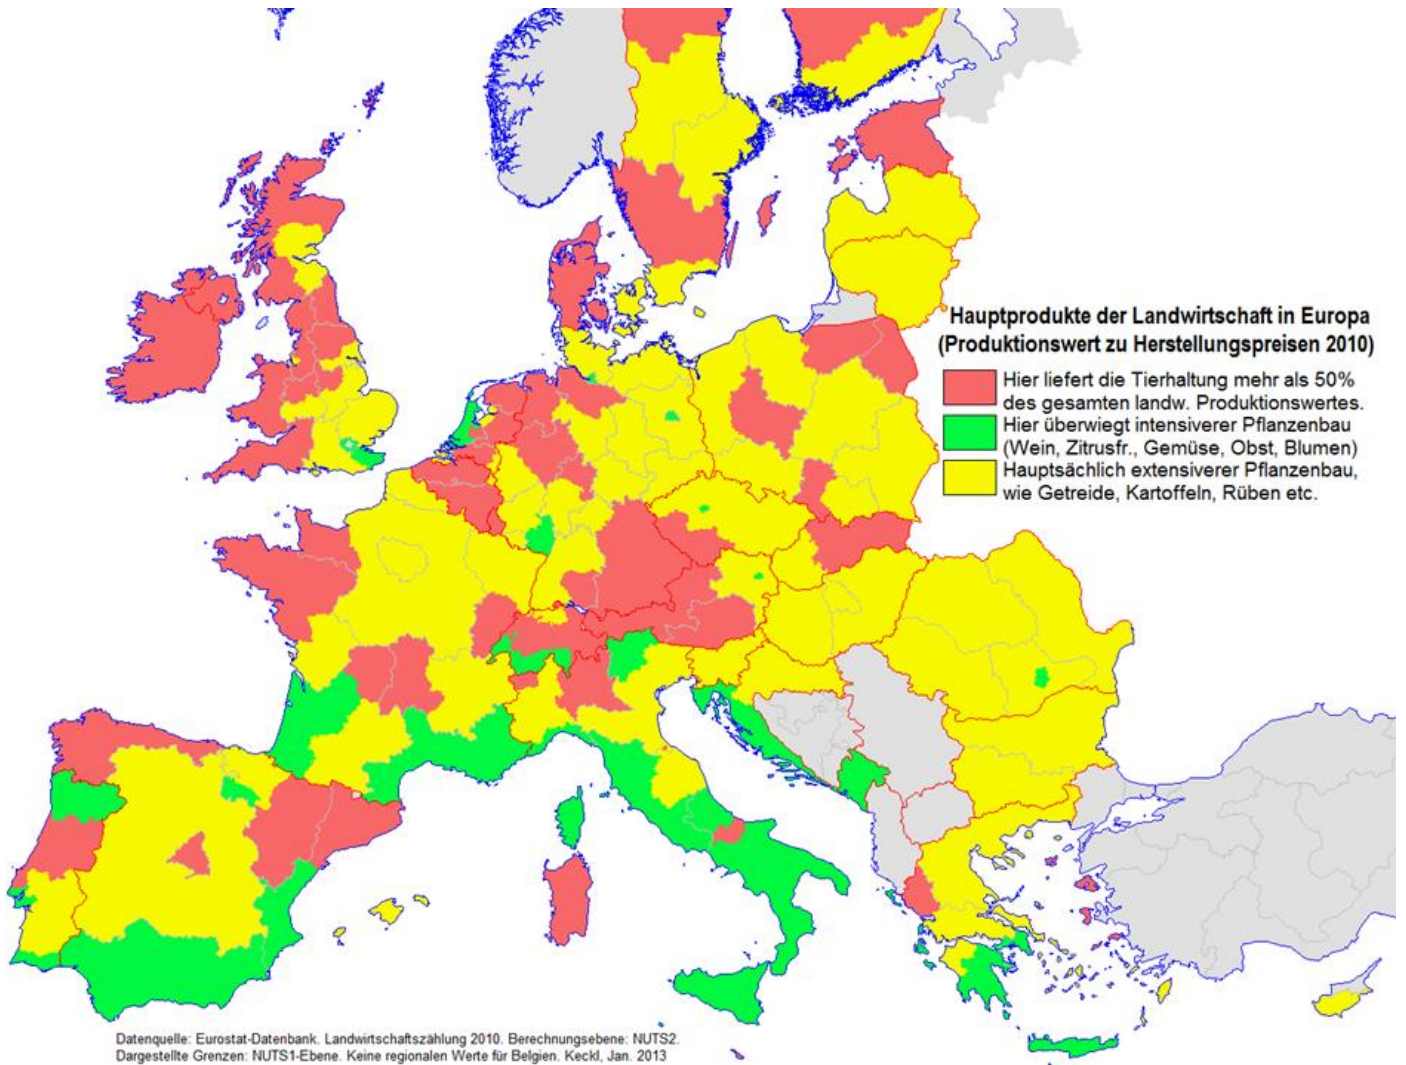 Hauptprodukte der Landwirtschaft in Europa
(Produktionswert zu Herstellungspreisen 2010)
Hier liefert die Tierhaltung mehr als 50%
des gesamten landw. Produktionswertes.
Hier überwiegt intensiverer Pflanzenbau
(Wein, Zitrusfr., Gemüse, Obst, Blumen)
Hauptsächlich extensiverer Pflanzenbau,
wie Getreide, Kartoffeln, Rüben etc.
Datenquelle: Eurostat-Datenbank. Landwirtschaftszählung 2010. Berechnungsebene: NUTS2.
Dargestellte Grenzen: NUTS1-Ebene. Keine regionalen Werte für Belgien. Keckl, Jan. 2013